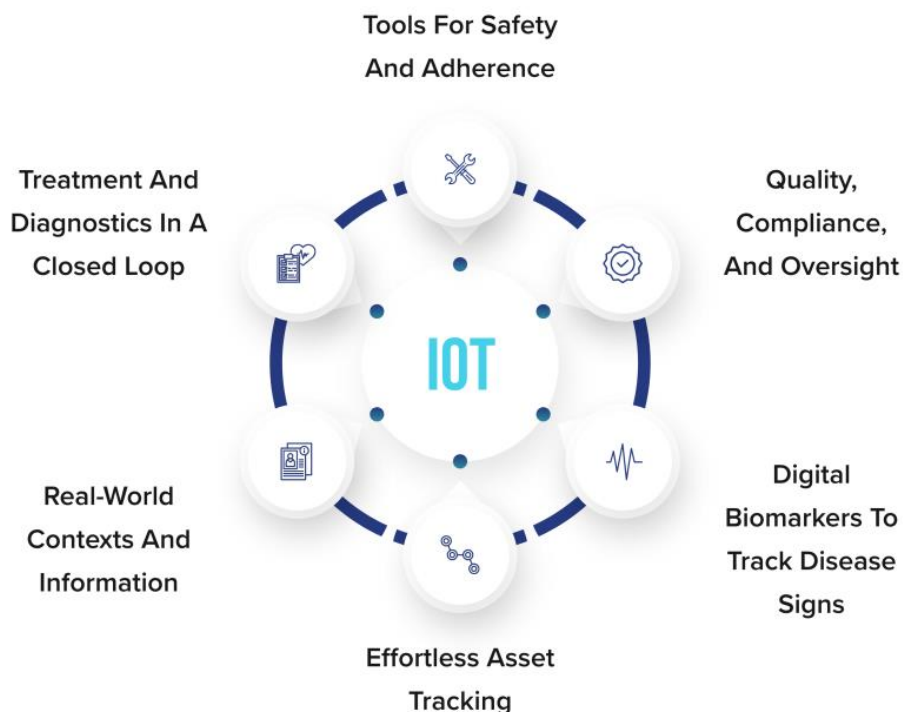 Tools For Safety
And Adherence
Treatment And
Diagnostics In A
Closed Loop
Quality,
Compliance,
And Oversight
IOT
Real-World
Contexts And
Information
Digital
Biomarkers To
Track Disease
Signs
Effortless Asset
Tracking